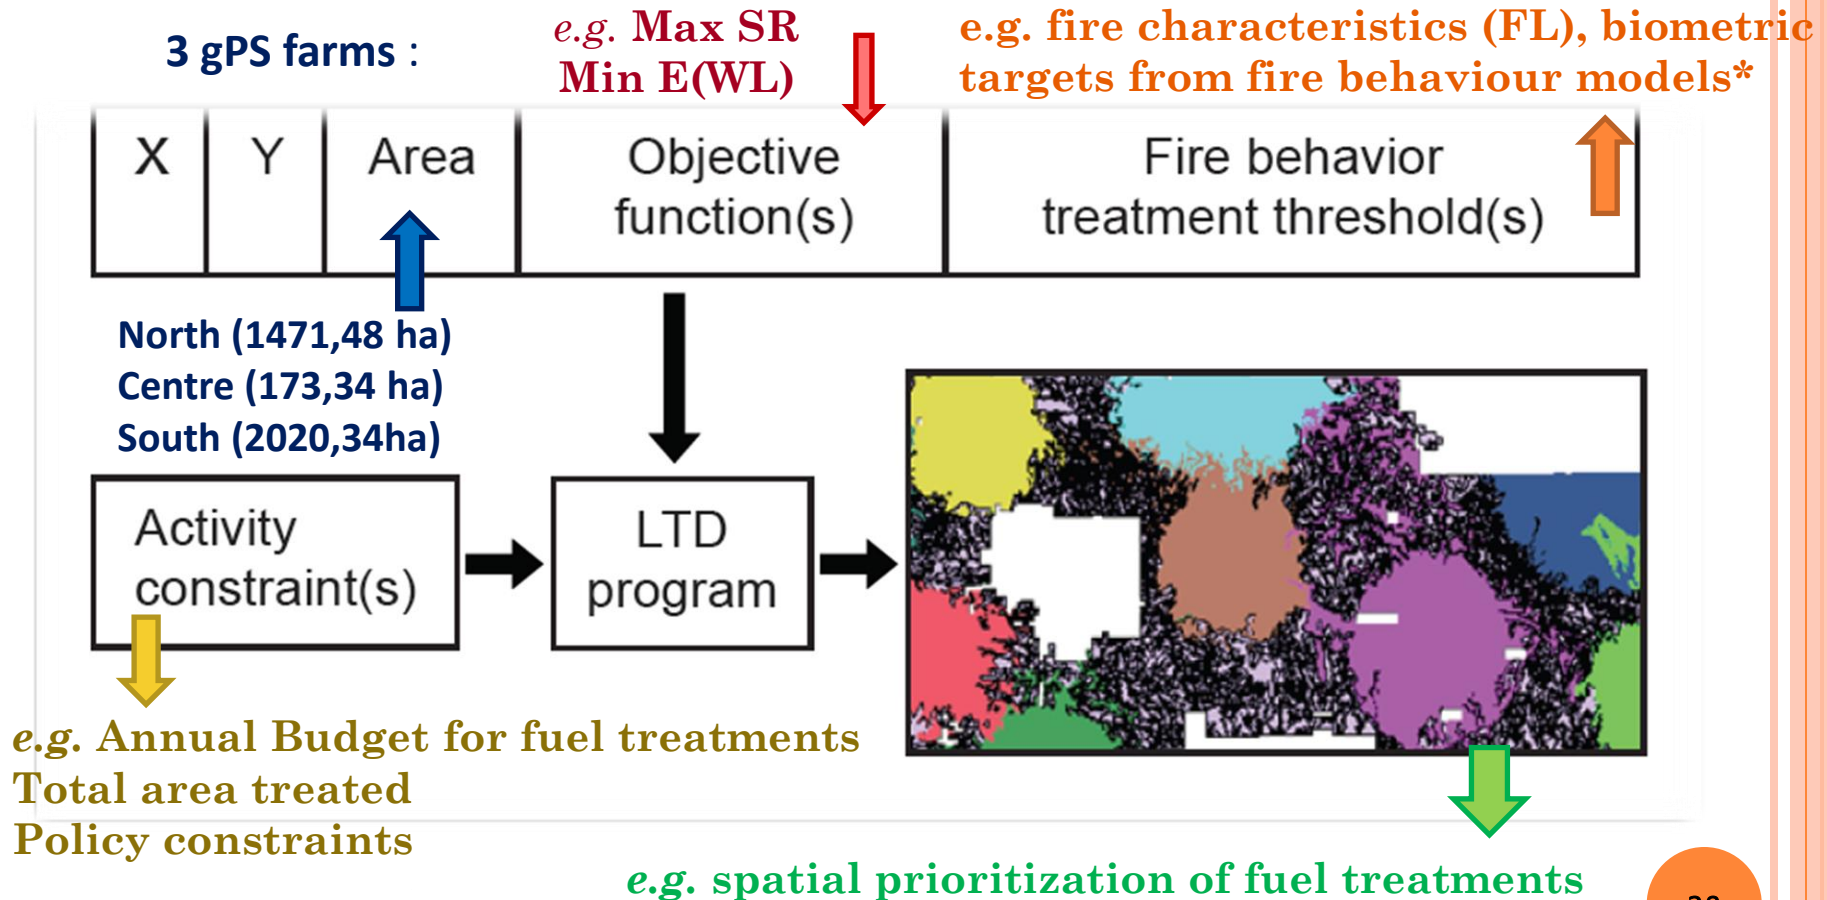 3 gPS farms :
e.g. Max SR
Min E(WL)
e.g. fire characteristics (FL), biometric
targets from fire behaviour models*
X
Y
Area
Objective
function(s)
Fire behavior
treatment threshold(s)
North (1471,48 ha)
Centre (173,34 ha)
South (2020,34ha)
Activity
constraint(s)
LTD
program
e.g. Annual Budget for fuel treatments
Total area treated
Policy constraints
e.g. spatial prioritization of fuel treatments